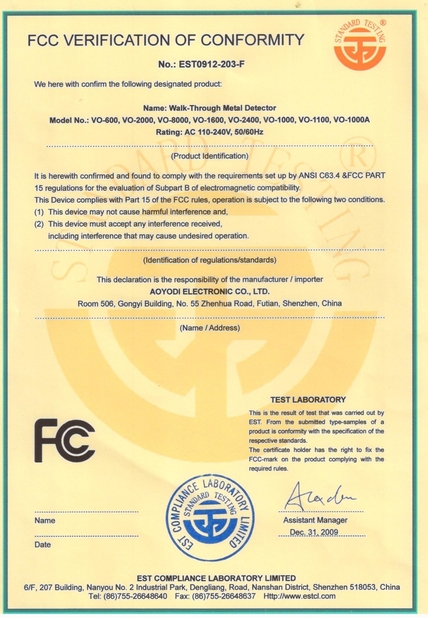 FCC VERIFICATION OF CONFORMITY
STANDARD TESTING
®
No.: EST0912-203-F
We here with confirm the following designated product:
Name: Walk-Through Metal Detector
Model No.: VO-600, VO-2000, VO-8000, VO-1600, VO-2400, VO-1000, VO-1100, VO-1000A
Rating: AC 110-240V, 50/60Hz
(Product Identification)
It is herewith confirmed and found to comply with the requirements set up by ANSI C63.4 &FCC PART
15 regulations for the evaluation of Subpart B of electromagnetic compatibility.
This Device complies with Part 15 of the FCC rules, operation is subject to the following two conditions.
(1) This device may not cause harmful interference and,
(2) This device must accept any interference received,
including interference that may cause undesired operation.
STANDARD TESTING
®
(Identification of regulations/standards)
This declaration is the responsibility of the manufacturer / importer
AOYODI ELECTRONIC CO., LTD.
Room 506, Gongyi Building, No. 55 Zhenhua Road, Futian, Shenzhen, China
(Name / Address)
TEST LABORATORY
This is the result of test that was carried out by
EST. From the submitted type-samples of a
product is conformity with the specification of the
respective standards.
The certificate holder has the right to fix the
FCC-mark on the product complying with the
required rules.
FC
EST COMPLIANCE LABORATORY LIMITED
STANDARD TESTING
Name
Assistant Manager
Date
Dec. 31, 2009
EST COMPLIANCE LABORATORY LIMITED
6/F, 207 Building, Nanyou No. 2 Industrial Park, Dengliang, Road, Nanshan District, Shenzhen 518053, China
Tel: (86)755-26648640 Fax: (86)755-26648637 Http://www.estcl.com